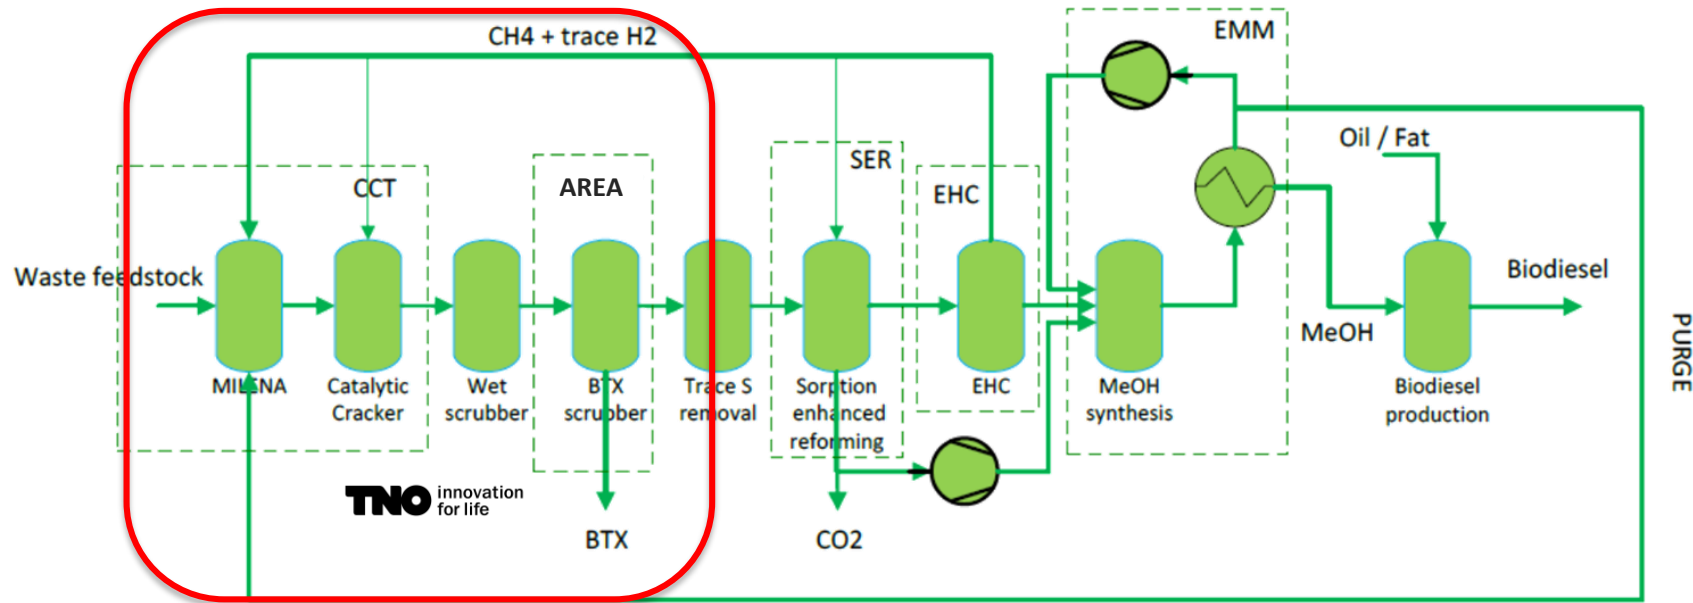 CH4 + trace H2
EMM
Oil / Fat
CCT
AREA
SER
EHC
Waste feedstock
Biodiesel
MILENA
Catalytic
Cracker
Wet
scrubber
BTX
scrubber
Trace S
removal
Sorption
enhanced
reforming
EHC
MeOH
synthesis
MeOH
Biodiesel
production
PURGE
TNO innovation
for life
BTX
CO2